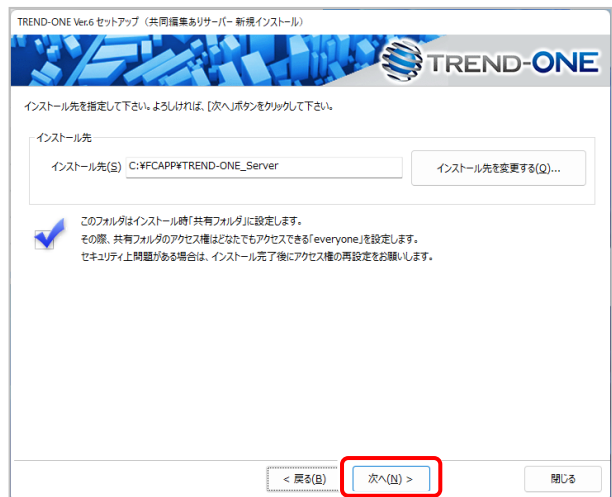 TREND-ONE Ver.6 セットアップ（共同編集ありサーバー 新規インストール）
TREND-ONE
インストール先を指定して下さい。よろしければ、[次へ]ボタンをクリックして下さい。
インストール先
インストール先(S) C:¥FCAPP¥TREND-ONE_Server インストール先を変更する(Q)...
このフォルダはインストール時「共有フォルダ」に設定します。
その際、共有フォルダのアクセス権はどなたでもアクセスできる「everyone」を設定します。
セキュリティ上問題がある場合は、インストール完了後にアクセス権の再設定をお願いします。
< 戻る(B) 次へ(N) > 閉じる